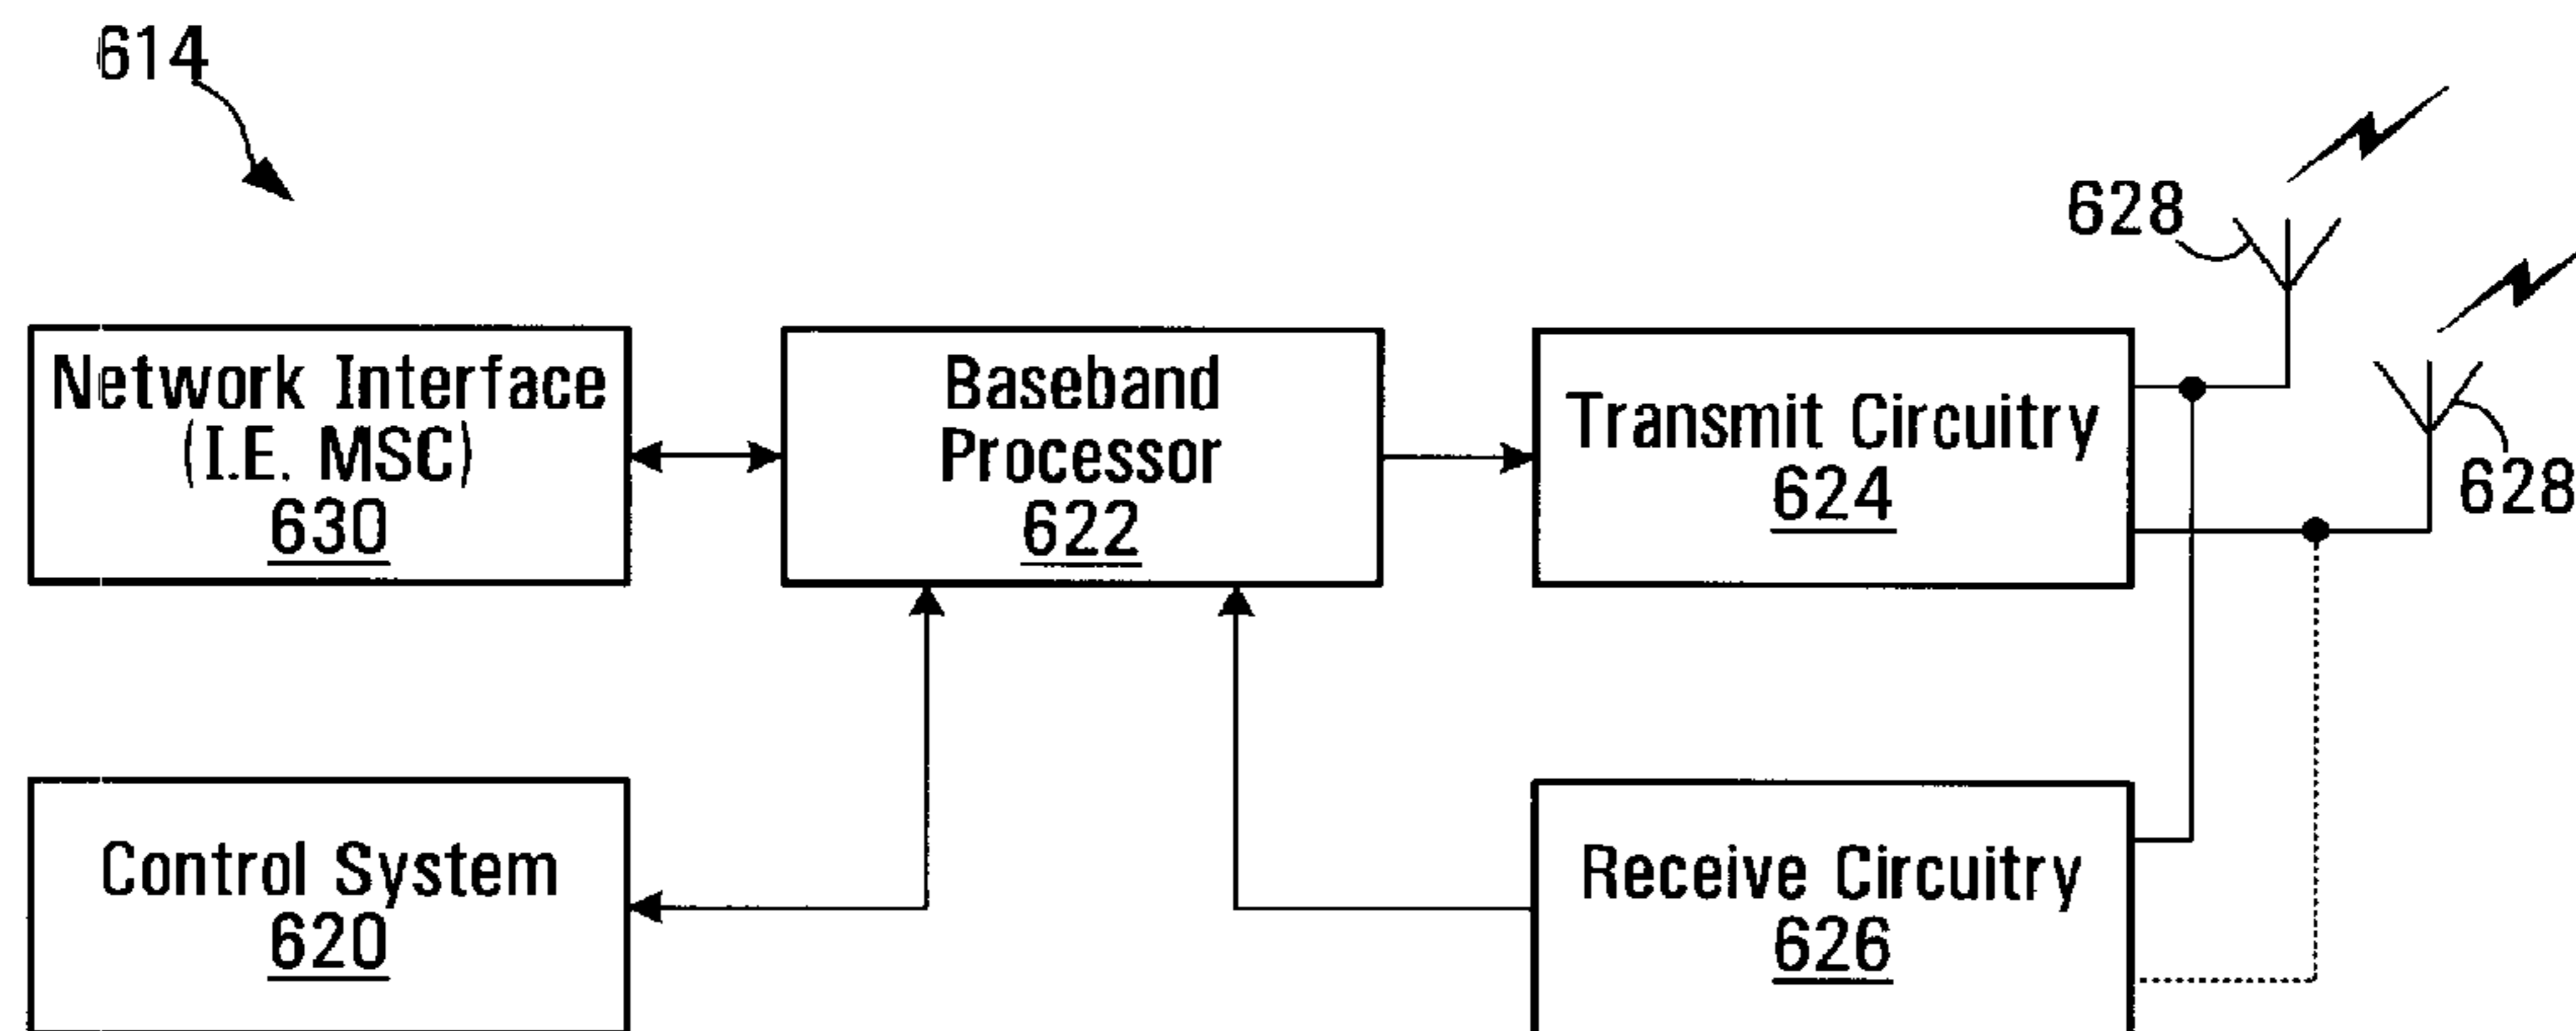 614
628
628
Network Interface
(I.E. MSC)
630
Baseband
Processor
622
Transmit Circuitry
624
Control System
620
Receive Circuitry
626